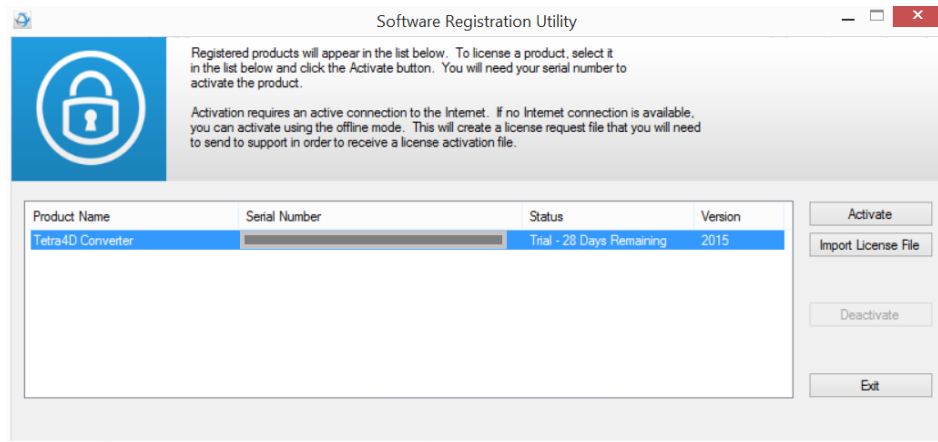 Software Registration Utility
Registered products will appear in the list below. To license a product, select it
in the list below and click the Activate button. You will need your serial number to
activate the product.
Activation requires an active connection to the Internet. If no Internet connection is available,
you can activate using the offline mode. This will create a license request file that you will need
to send to support in order to receive a license activation file.
Product Name Serial Number Status Version
Tetra4D Converter Trial - 28 Days Remaining 2015
Activate
Import License File
Deactivate
Exit